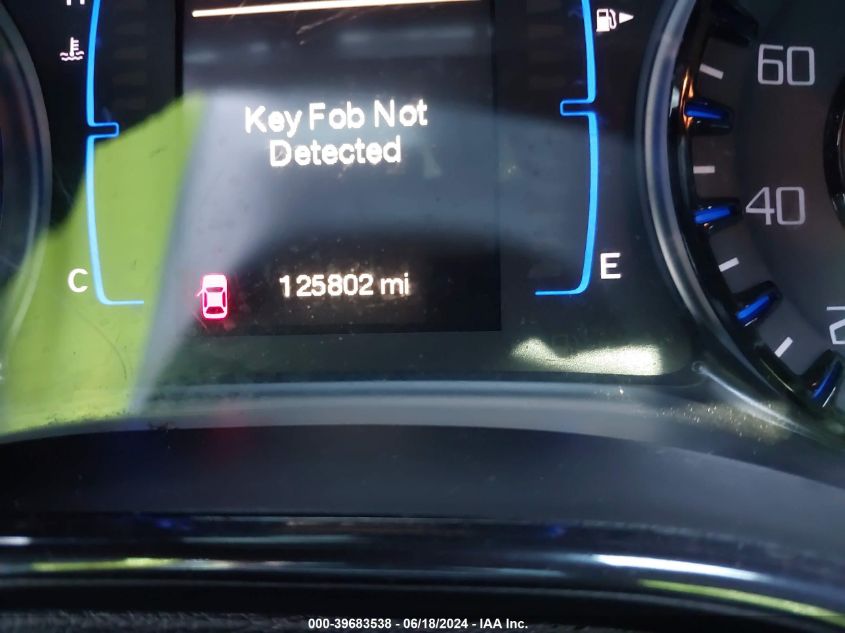 Key Fob Not
Detected
60
40
C
125802 mi
E
000-39683538 - 06/18/2024 - IAA Inc.